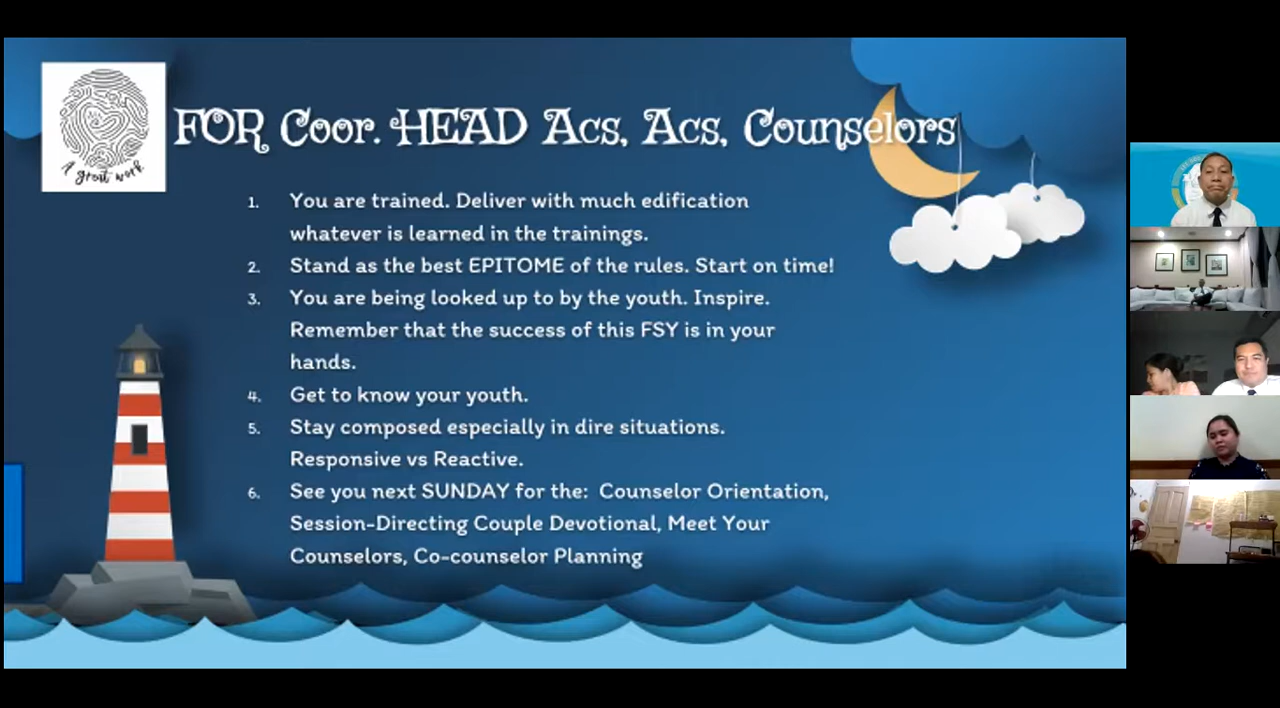 A great work
FOR Coor. HEAD Acs, Acs, Counselors
1. You are trained. Deliver with much edification
whatever is learned in the trainings.
2. Stand as the best EPITOME of the rules. Start on time!
3. You are being looked up to by the youth. Inspire.
Remember that the success of this FSY is in your
hands.
4. Get to know your youth.
5. Stay composed especially in dire situations.
Responsive vs Reactive.
6. See you next SUNDAY for the: Counselor Orientation,
Session-Directing Couple Devotional, Meet Your
Counselors, Co-counselor Planning